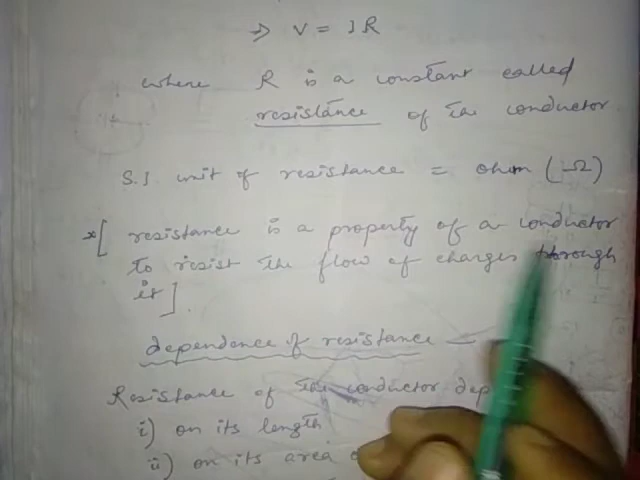 ⇒ V = IR
where R is a constant called
resistance of the conductor
S.I unit of resistance = ohm (Ω)
*[ resistance is a property of a conductor
to resist the flow of charges through
it].
dependence of resistance –
Resistance of the conductor dep
i) on its length
ii) on its area